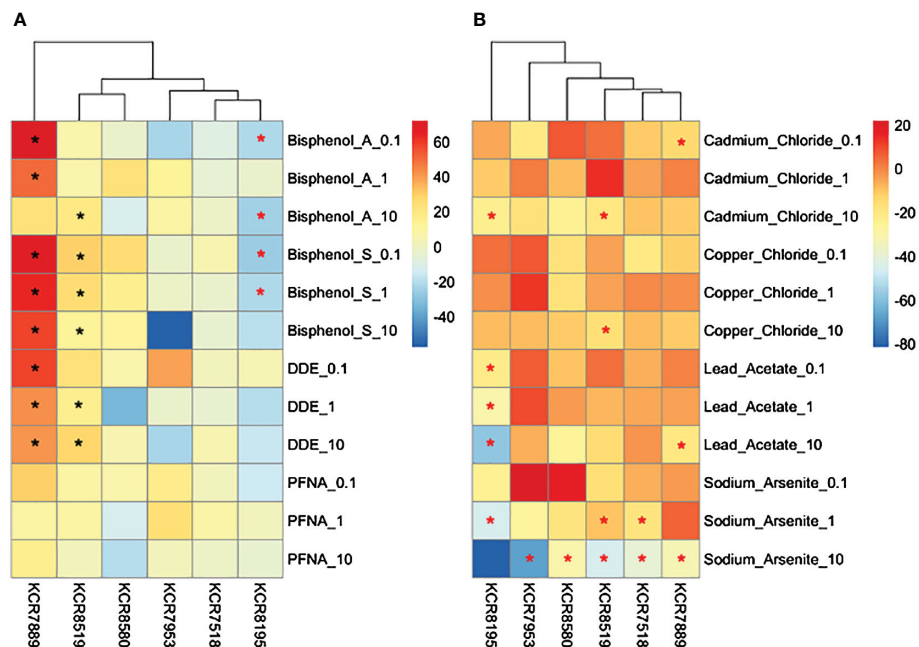 A
B
60
40
20
0
-20
-40
Bisphenol_A_0.1
Bisphenol_A_1
Bisphenol_A_10
Bisphenol_S_0.1
Bisphenol_S_1
Bisphenol_S_10
DDE_0.1
DDE_1
DDE_10
PFNA_0.1
PFNA_1
PFNA_10
KCR7889
KCR8519
KCR8580
KCR7953
KCR7518
KCR8195
20
0
-20
-40
-60
-80
Cadmium_Chloride_0.1
Cadmium_Chloride_1
Cadmium_Chloride_10
Copper_Chloride_0.1
Copper_Chloride_1
Copper_Chloride_10
Lead_Acetate_0.1
Lead_Acetate_1
Lead_Acetate_10
Sodium_Arsenite_0.1
Sodium_Arsenite_1
Sodium_Arsenite_10
KCR8195
KCR7953
KCR8580
KCR8519
KCR7518
KCR7889